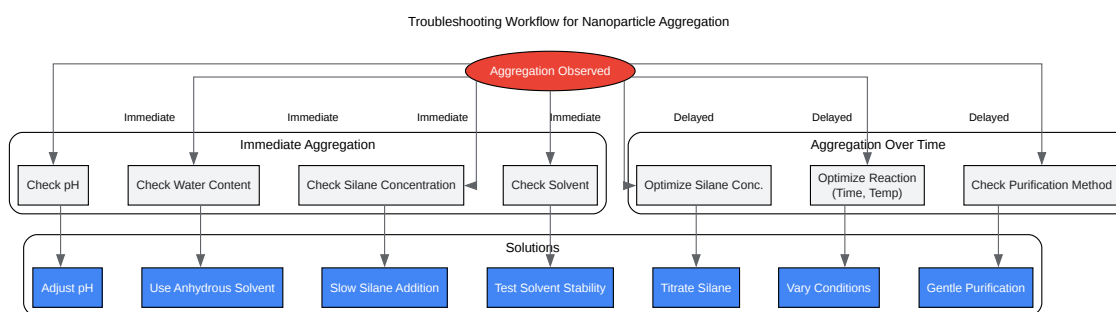 Troubleshooting Workflow for Nanoparticle Aggregation
Aggregation Observed
Immediate
Immediate
Immediate
Immediate
Delayed
Delayed
Delayed
Immediate Aggregation
Aggregation Over Time
Check pH
Check Water Content
Check Silane Concentration
Check Solvent
Optimize Silane Conc.
Optimize Reaction
(Time, Temp)
Check Purification Method
Solutions
Adjust pH
Use Anhydrous Solvent
Slow Silane Addition
Test Solvent Stability
Titrate Silane
Vary Conditions
Gentle Purification